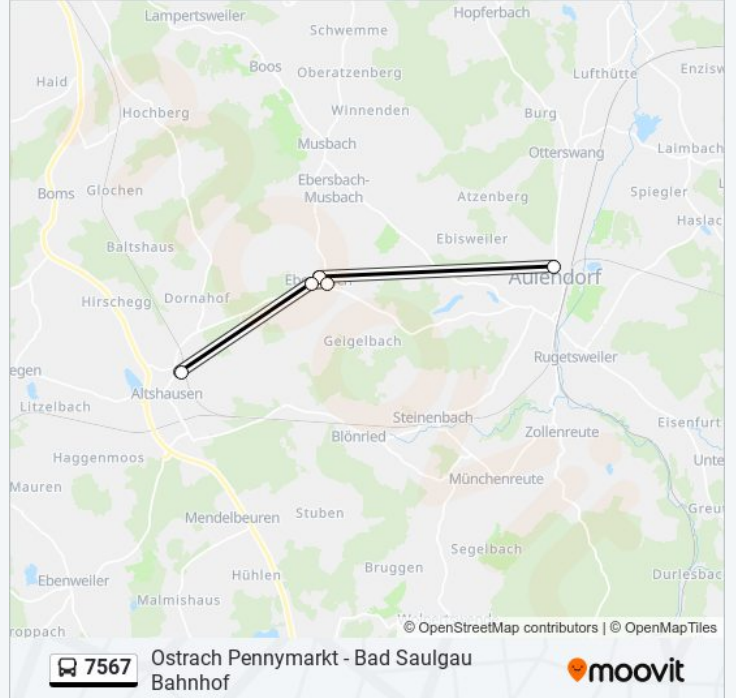 Lampertsweiler
Hopferbach
Schwemme
Boos
Oberatzenberg
Lufthütte
Enzisw
Haid
Hochberg
Winnenden
Burg
Musbach
Otterswang
Laimbach
Ebersbach-
Musbach
Boms
Glochen
Atzenberg
Spiegler
Haslac
Baltshaus
Ebisweiler
Aulendorf
Hirschegg
Dornahof
Geigelbach
Rugetsweiler
egen
Altshausen
Litzelbach
Steinenbach
Eisenfurt
Blönried
Zollenreute
Haggenmoos
Unte
Mauren
Münchenreute
Mendelbeuren
Stuben
Greu
Segelbach
Ebenweiler
Hühlen
Bruggen
Durlesbac
Malmishaus
roppach
© OpenStreetMap contributors | © OpenMapTiles
7567
Ostrach Pennymarkt - Bad Saulgau
Bahnhof
moovit